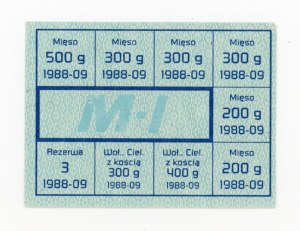 Mięso
500 g
1988-09
Mięso
300 g
1988-09
Mięso
300 g
1988-09
Mięso
300 g
1988-09
M-I
Mięso
200 g
1988-09
Rezerwa
3
1988-09
Woł., Ciel.
z kością
300 g
1988-09
Woł., Ciel.
z kością
400 g
1988-09
Mięso
200 g
1988-09